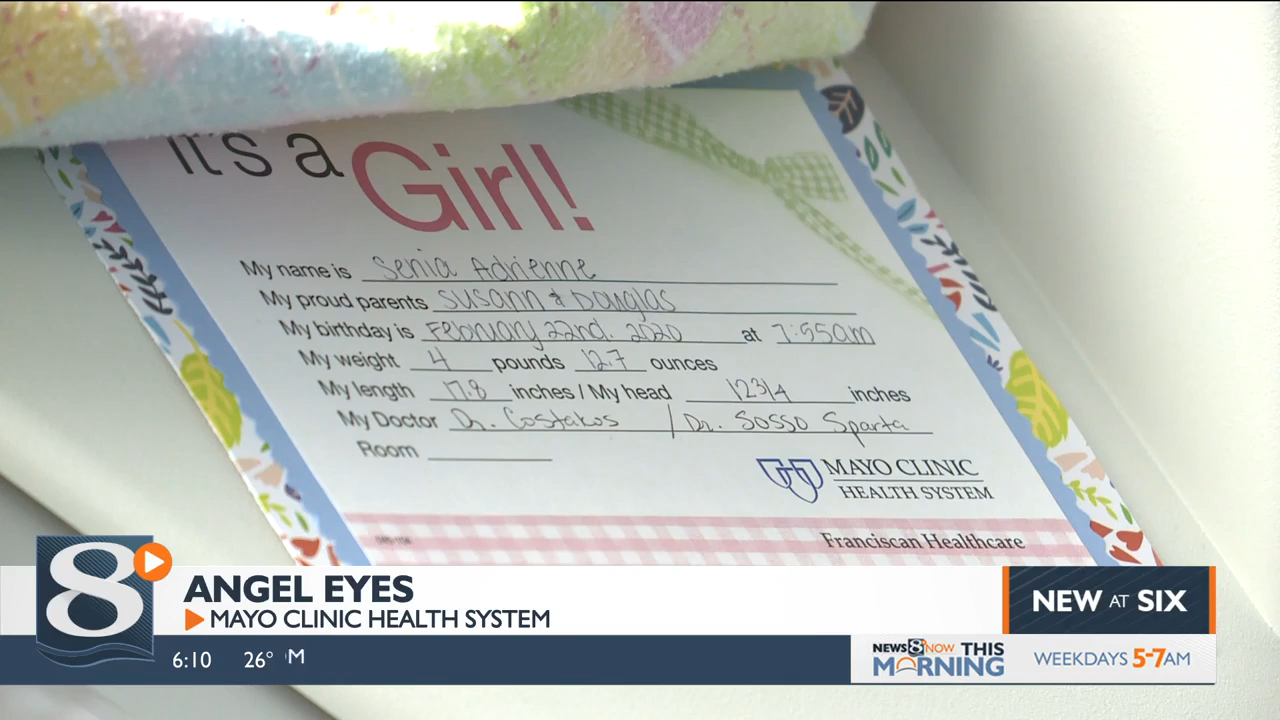 It's a Girl!
My name is Senia Adrienne
My proud parents Susann & Douglas
My birthday is February 22nd, 2020 at 7:55am
My weight 4 pounds 12.7 ounces
My length 17.8 inches / My head 12 3/4 inches
My Doctor Dr. Costakos / Dr. Sosso Sparta
Room
MAYO CLINIC
HEALTH SYSTEM
Franciscan Healthcare
8
ANGEL EYES
MAYO CLINIC HEALTH SYSTEM
NEW AT SIX
6:10 26° M
NEWS 8 NOW THIS
MORNING
WEEKDAYS 5-7AM